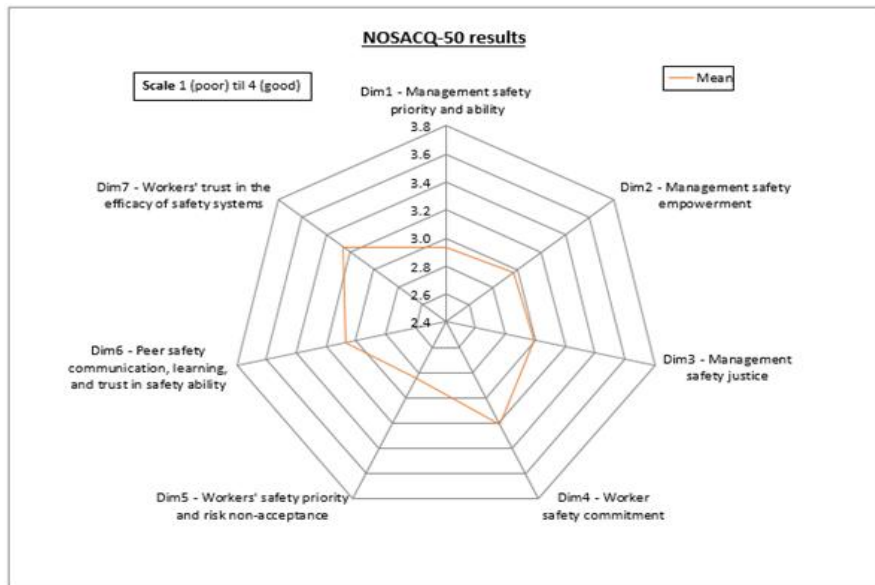 NOSACQ-50 results
Scale 1 (poor) til 4 (good)
Mean
Dim1 - Management safety
priority and ability
3.8
3.6
3.4
3.2
3.0
2.8
2.6
2.4
Dim7 - Workers' trust in the
efficacy of safety systems
Dim2 - Management safety
empowerment
Dim6 - Peer safety
communication, learning,
and trust in safety ability
Dim3 - Management
safety justice
Dim5 - Workers' safety priority
and risk non-acceptance
Dim4 - Worker
safety commitment